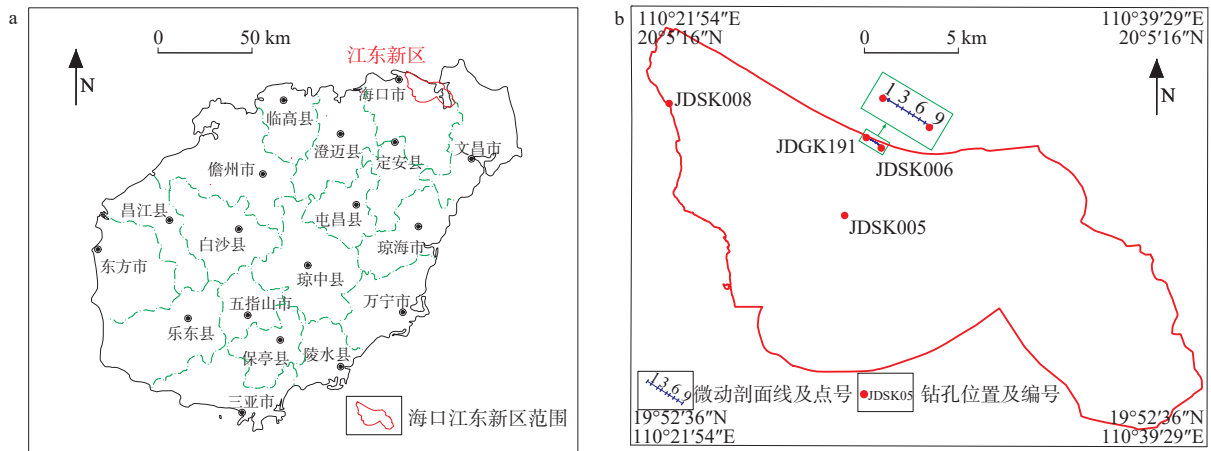 a
0 50 km
N
江东新区
海口市
临高县
澄迈县
定安县
文昌市
儋州市
昌江县
白沙县
屯昌县
琼海市
东方市
琼中县
五指山市
万宁市
乐东县
保亭县
陵水县
三亚市
海口江东新区范围
b
110°21′54″E
20°5′16″N
110°39′29″E
20°5′16″N
0 5 km
N
1 3 6 9
JDSK008
JDGK191
JDSK006
JDSK005
1 3 6 9 微动剖面线及点号
JDSK05 钻孔位置及编号
19°52′36″N
110°21′54″E
19°52′36″N
110°39′29″E